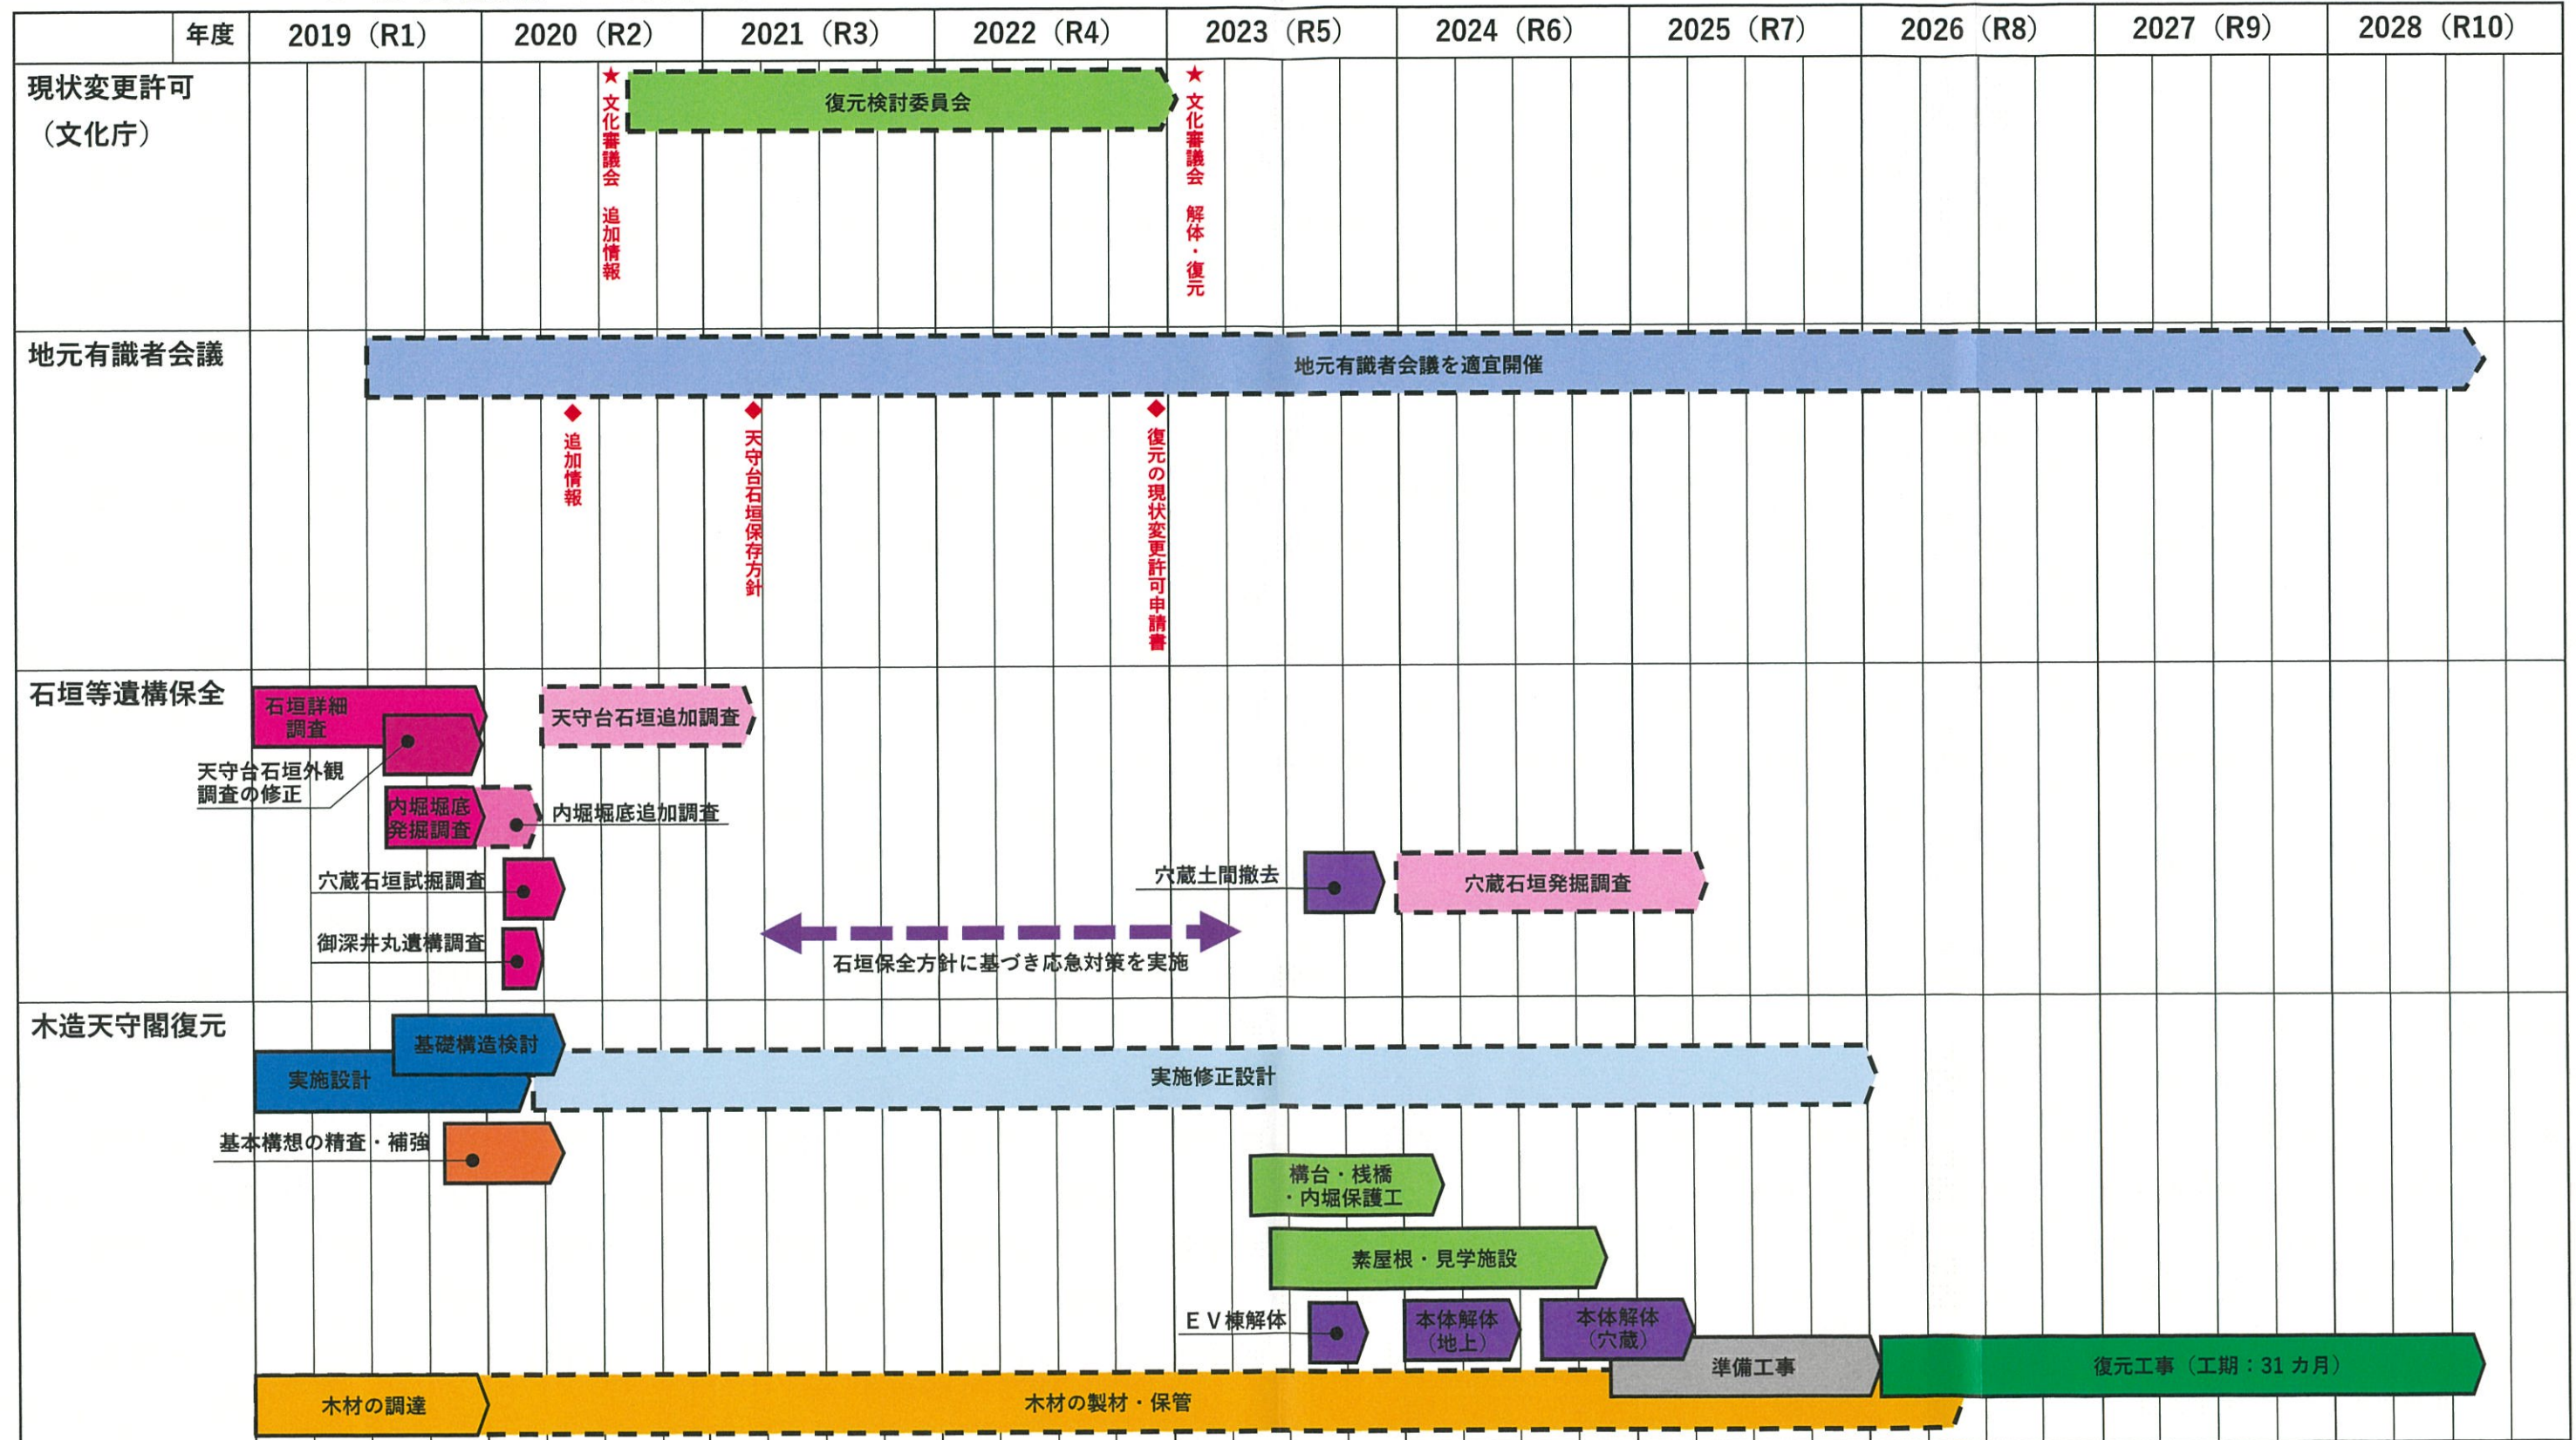 年度
2019（R1）
2020（R2）
2021（R3）
2022（R4）
2023（R5）
2024（R6）
2025（R7）
2026（R8）
2027（R9）
2028（R10）
現状変更許可
（文化庁）
★文化審議会　追加情報
復元検討委員会
★文化審議会　解体・復元
地元有識者会議
地元有識者会議を適宜開催
◆追加情報
◆天守台石垣保存方針
◆復元の現状変更許可申請書
石垣等遺構保全
石垣詳細
調査
天守台石垣追加調査
天守台石垣外観
調査の修正
内堀堀底
発掘調査
内堀堀底追加調査
穴蔵石垣試掘調査
穴蔵土間撤去
穴蔵石垣発掘調査
御深井丸遺構調査
石垣保全方針に基づき応急対策を実施
木造天守閣復元
基礎構造検討
実施設計
実施修正設計
基本構想の精査・補強
構台・桟橋
・内堀保護工
素屋根・見学施設
ＥＶ棟解体
本体解体
（地上）
本体解体
（穴蔵）
準備工事
復元工事（工期：31 カ月）
木材の調達
木材の製材・保管